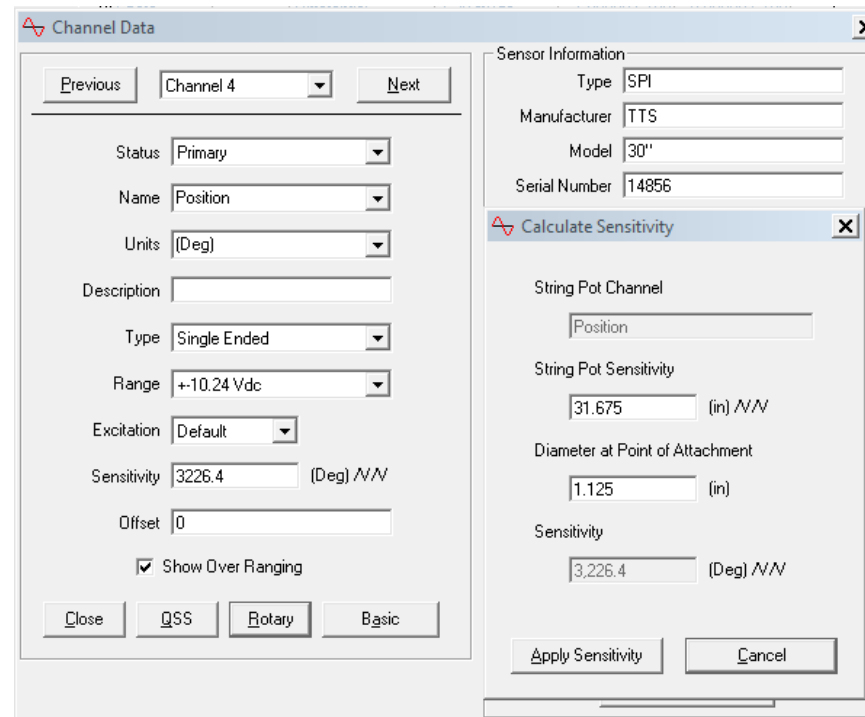 Channel Data
Previous
Channel 4
Next
Status Primary
Name Position
Units (Deg)
Description
Type Single Ended
Range +-10.24 Vdc
Excitation Default
Sensitivity 3226.4 (Deg) /V/V
Offset 0
Show Over Ranging
Close QSS Rotary Basic
Sensor Information
Type SPI
Manufacturer TTS
Model 30"
Serial Number 14856
Calculate Sensitivity
String Pot Channel
Position
String Pot Sensitivity
31.675 (in) /V/V
Diameter at Point of Attachment
1.125 (in)
Sensitivity
3,226.4 (Deg) /V/V
Apply Sensitivity Cancel